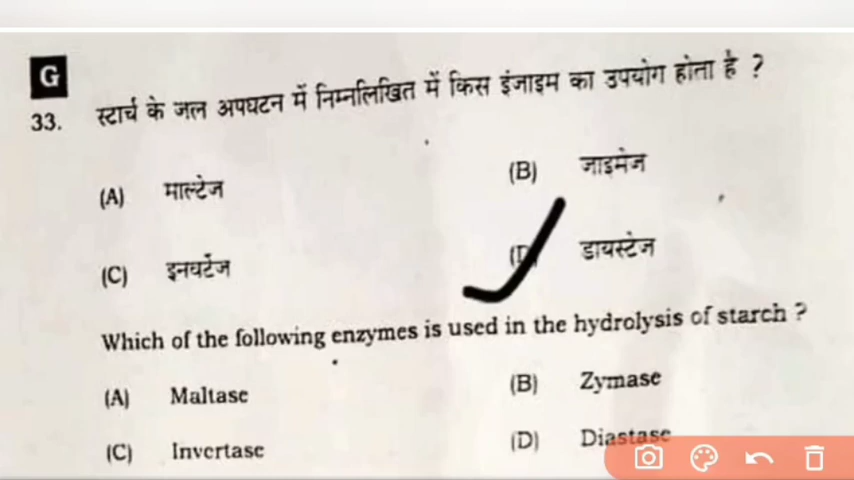 G
33. स्टार्च के जल अपघटन में निम्नलिखित में किस इंजाइम का उपयोग होता है ?
(A) माल्टेज (B) जाइमेज
(C) इनवर्टेज (D) डायस्टेज
Which of the following enzymes is used in the hydrolysis of starch ?
(A) Maltase (B) Zymase
(C) Invertase (D) Diastase